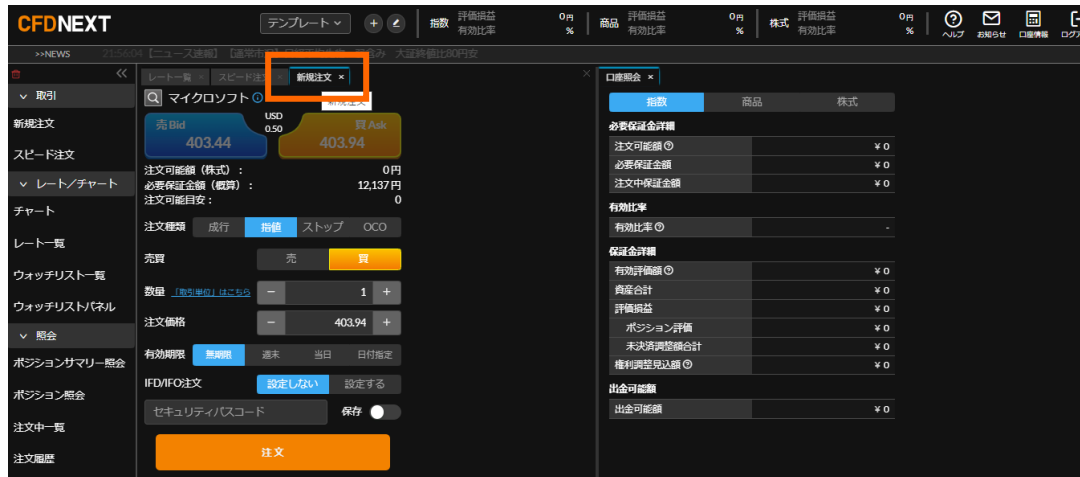 CFDNEXT
テンプレート
指数 評価損益 0円
有効比率 %
商品 評価損益 0円
有効比率 %
株式 評価損益 0円
有効比率 %
ヘルプ
お知らせ
口座情報
>>NEWS
大証終値比80円安
取引
新規注文
スピード注文
レート/チャート
チャート
レート一覧
ウォッチリスト一覧
ウォッチリストパネル
照会
ポジションサマリー照会
ポジション照会
注文中一覧
注文履歴
レート一覧 ×
新規注文 ×
マイクロソフト
売 Bid
403.44
USD
0.50
買 Ask
403.94
注文可能額（株式）： 0円
必要保証金額（概算）： 12,137円
注文可能目安： 0
注文種類 成行 指値 ストップ OCO
売買 売 買
数量 「取引単位」はこちら − 1 +
注文価格 − 403.94 +
有効期限 無期限 週末 当日 日付指定
IFD/IFO注文 設定しない 設定する
セキュリティパスコード 保存
注文
口座照会 ×
指数 商品 株式
必要保証金詳細
注文可能額 ¥ 0
必要保証金額 ¥ 0
注文中保証金額 ¥ 0
有効比率
有効比率 -
保証金詳細
有効評価額 ¥ 0
資産合計 ¥ 0
評価損益 ¥ 0
ポジション評価 ¥ 0
未決済調整額合計 ¥ 0
権利調整見込額 ¥ 0
出金可能額
出金可能額 ¥ 0